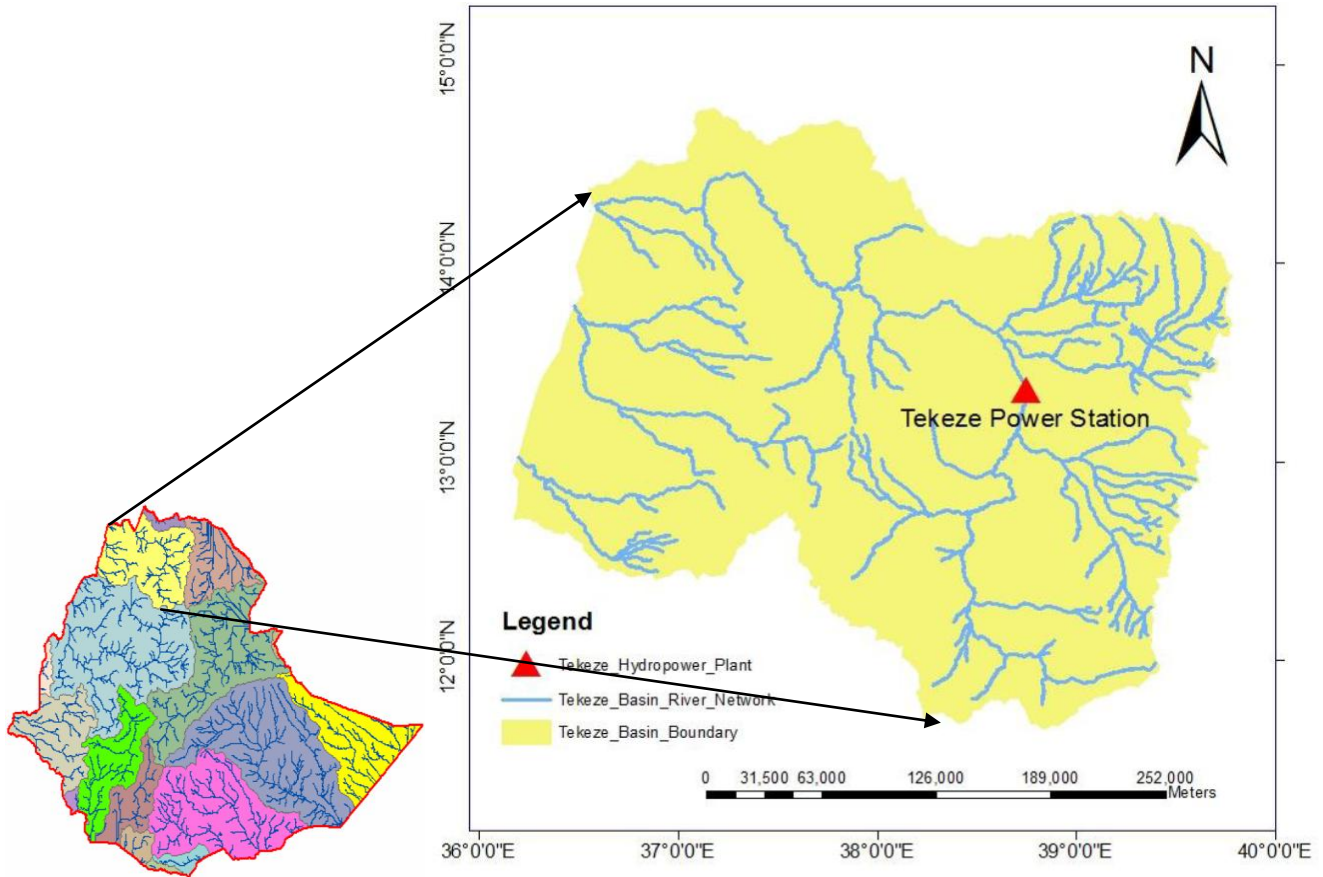 15°0'0"N
14°0'0"N
13°0'0"N
12°0'0"N
N
Tekeze Power Station
Legend
Tekeze_Hydropower_Plant
Tekeze_Basin_River_Network
Tekeze_Basin_Boundary
0 31,500 63,000 126,000 189,000 252,000
Meters
36°0'0"E 37°0'0"E 38°0'0"E 39°0'0"E 40°0'0"E